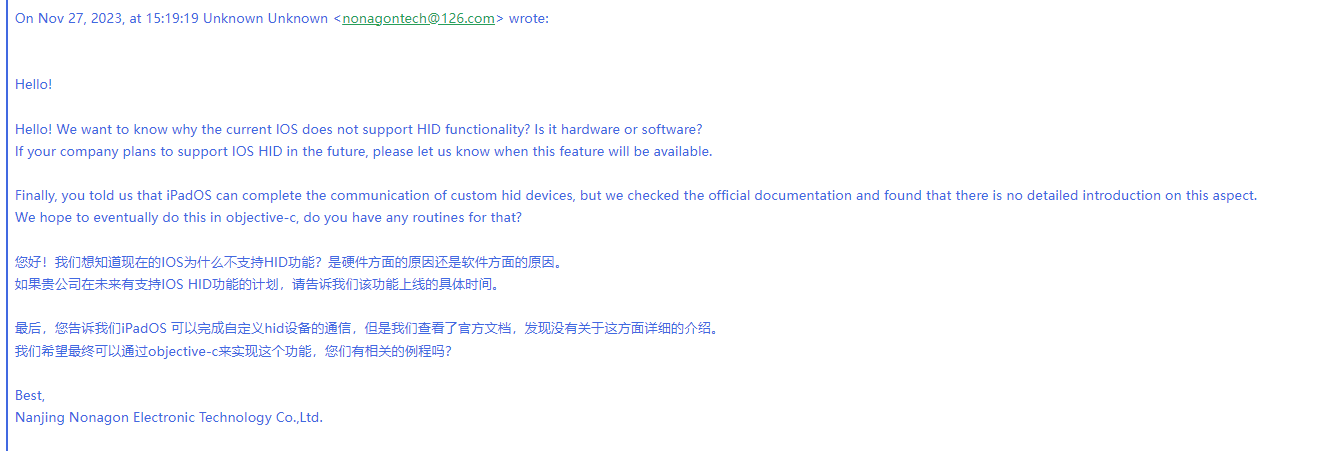 On Nov 27, 2023, at 15:19:19 Unknown Unknown <nonagontech@126.com> wrote:
Hello!
Hello! We want to know why the current IOS does not support HID functionality? Is it hardware or software?
If your company plans to support IOS HID in the future, please let us know when this feature will be available.
Finally, you told us that iPadOS can complete the communication of custom hid devices, but we checked the official documentation and found that there is no detailed introduction on this aspect.
We hope to eventually do this in objective-c, do you have any routines for that?
您好！我们想知道现在的IOS为什么不支持HID功能？是硬件方面的原因还是软件方面的原因。
如果贵公司在未来有支持IOS HID功能的计划，请告诉我们该功能上线的具体时间。
最后，您告诉我们iPadOS 可以完成自定义hid设备的通信，但是我们查看了官方文档，发现没有关于这方面详细的介绍。
我们希望最终可以通过objective-c来实现这个功能，您们有相关的例程吗？
Best,
Nanjing Nonagon Electronic Technology Co.,Ltd.